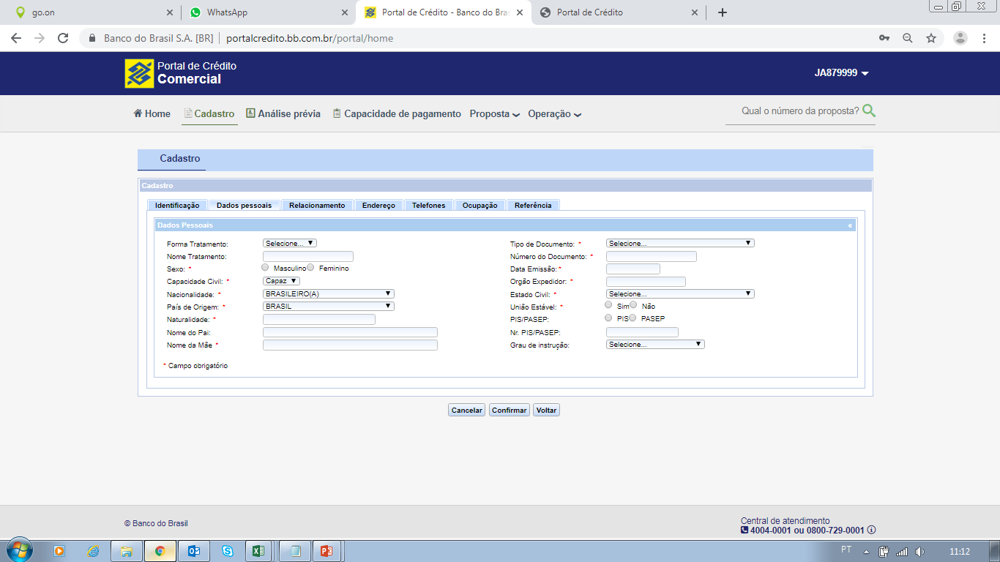 go.on
WhatsApp
Portal de Crédito - Banco do Bras
Portal de Crédito
Banco do Brasil S.A. [BR] | portalcredito.bb.com.br/portal/home
Portal de Crédito
Comercial
JA879999
Home Cadastro Análise prévia Capacidade de pagamento Proposta Operação
Qual o número da proposta?
Cadastro
Cadastro
Identificação Dados pessoais Relacionamento Endereço Telefones Ocupação Referência
Dados Pessoais «
Forma Tratamento: Selecione... Tipo de Documento: * Selecione...
Nome Tratamento: Número do Documento: *
Sexo: * Masculino Feminino Data Emissão:*
Capacidade Civil: * Capaz Orgão Expedidor: *
Nacionalidade: * BRASILEIRO(A) Estado Civil: * Selecione...
País de Origem: * BRASIL União Estável: * Sim Não
Naturalidade: * PIS/PASEP: PIS PASEP
Nome do Pai: Nr. PIS/PASEP:
Nome da Mãe * Grau de instrução: Selecione...
* Campo obrigatório
Cancelar Confirmar Voltar
© Banco do Brasil
Central de atendimento
4004-0001 ou 0800-729-0001
PT
11:12